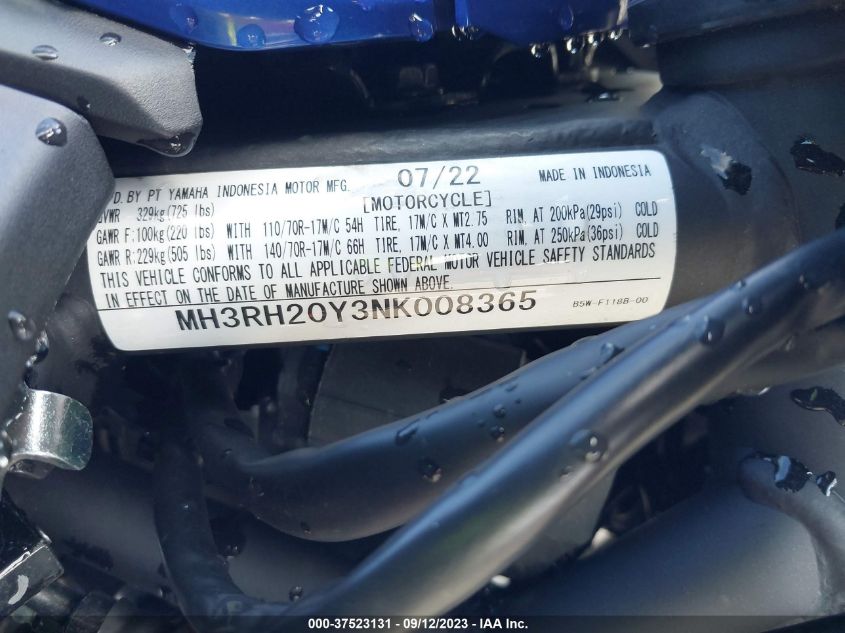 D. BY PT YAMAHA INDONESIA MOTOR MFG. 07/22 MADE IN INDONESIA
GVWR 329kg(725 lbs) [MOTORCYCLE]
GAWR F:100kg(220 lbs) WITH 110/70R-17M/C 54H TIRE, 17M/C X MT2.75 RIM, AT 200kPa(29psi) COLD
GAWR R:229kg(505 lbs) WITH 140/70R-17M/C 66H TIRE, 17M/C X MT4.00 RIM, AT 250kPa(36psi) COLD
THIS VEHICLE CONFORMS TO ALL APPLICABLE FEDERAL MOTOR VEHICLE SAFETY STANDARDS
IN EFFECT ON THE DATE OF MANUFACTURE SHOWN ABOVE.
MH3RH20Y3NK008365 B5W-F118B-00
000-37523131 - 09/12/2023 - IAA Inc.